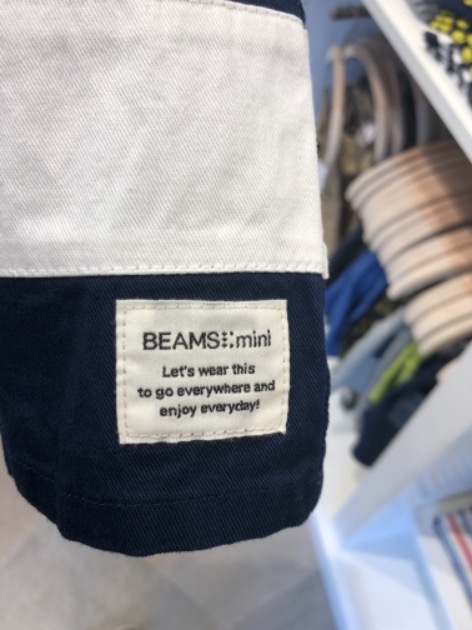 BEAMS mini
Let's wear this
to go everywhere and
enjoy everyday!